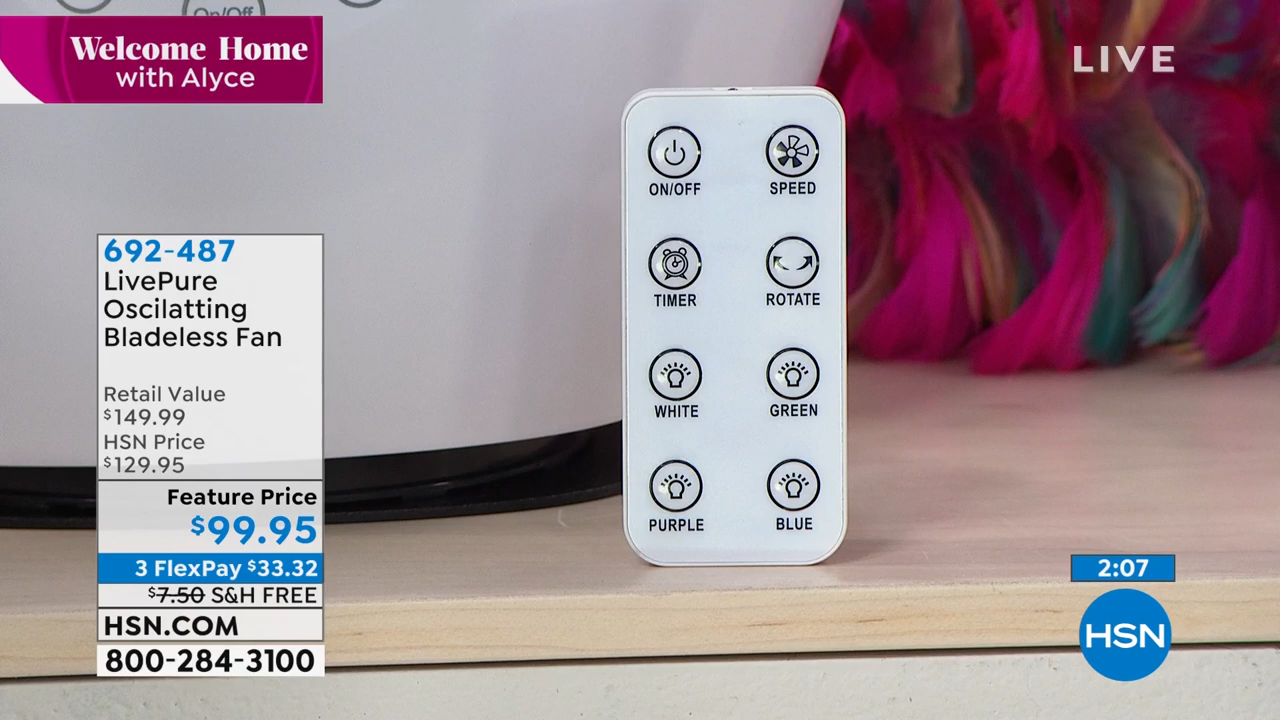 On/Off
Welcome Home
with Alyce
LIVE
692-487
LivePure
Oscilatting
Bladeless Fan
Retail Value
$149.99
HSN Price
$129.95
Feature Price
$99.95
3 FlexPay $33.32
$7.50 S&H FREE
HSN.COM
800-284-3100
ON/OFF SPEED
TIMER ROTATE
WHITE GREEN
PURPLE BLUE
2:07
HSN